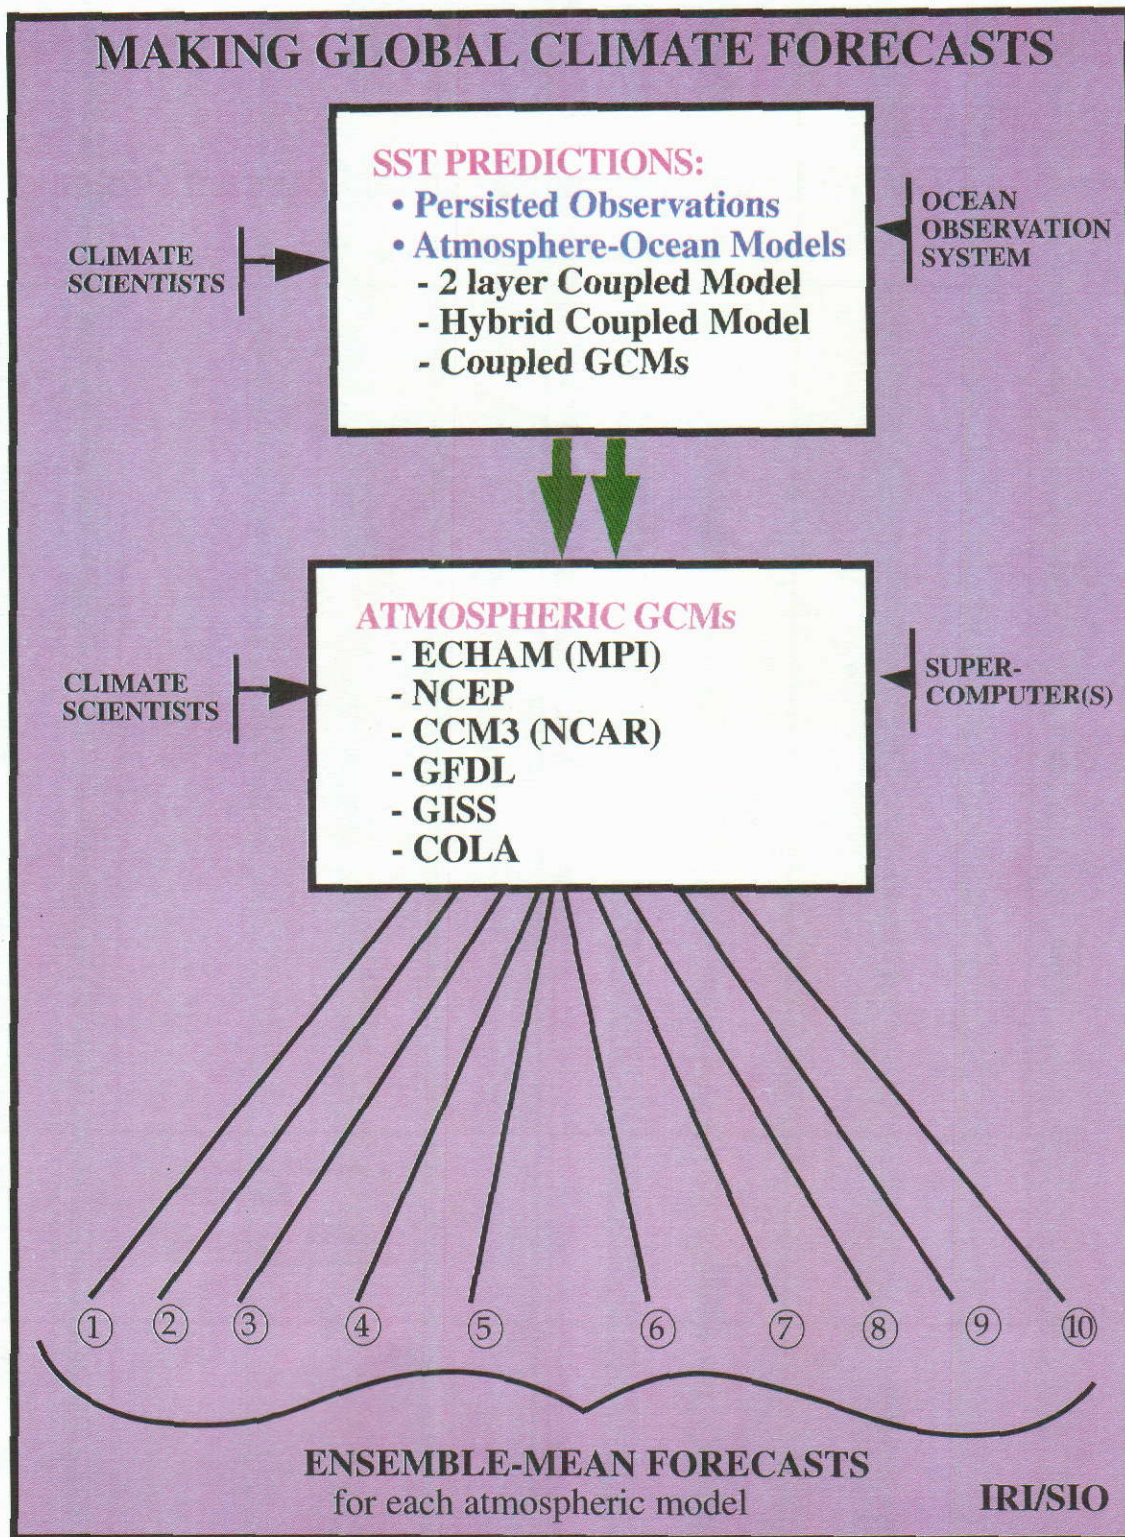 MAKING GLOBAL CLIMATE FORECASTS
SST PREDICTIONS:
• Persisted Observations
• Atmosphere-Ocean Models
- 2 layer Coupled Model
- Hybrid Coupled Model
- Coupled GCMs
CLIMATE
SCIENTISTS
OCEAN
OBSERVATION
SYSTEM
ATMOSPHERIC GCMs
- ECHAM (MPI)
- NCEP
- CCM3 (NCAR)
- GFDL
- GISS
- COLA
CLIMATE
SCIENTISTS
SUPER-
COMPUTER(S)
① ② ③ ④ ⑤ ⑥ ⑦ ⑧ ⑨ ⑩
ENSEMBLE-MEAN FORECASTS
for each atmospheric model
IRI/SIO